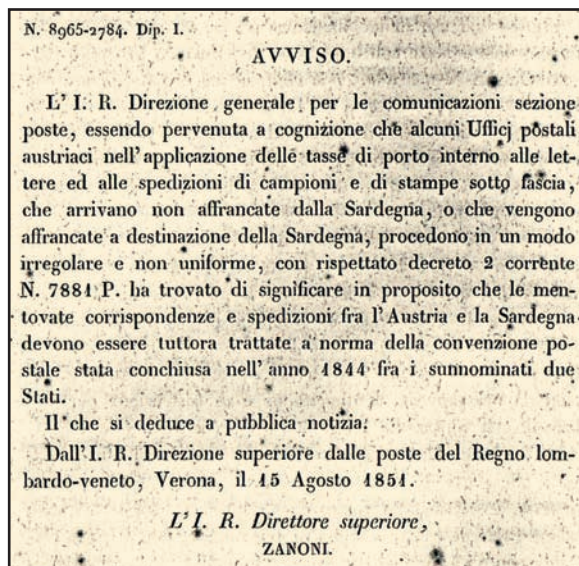 N. 8965-2784. Dip. I.
AVVISO.
L' I. R. Direzione generale per le comunicazioni sezione
poste, essendo pervenuta a cognizione che alcuni Ufficj postali
austriaci nell'applicazione delle tasse di porto interno alle let-
tere ed alle spedizioni di campioni e di stampe sotto fascia,
che arrivano non affrancate dalla Sardegna, o che vengono
affrancate a destinazione della Sardegna, procedono in un modo
irregolare e non uniforme, con rispettato decreto 2 corrente
N. 7881 P. ha trovato di significare in proposito che le men-
tovate corrispondenze e spedizioni fra l'Austria e la Sardegna
devono essere tuttora trattate a norma della convenzione po-
stale stata conchiusa nell'anno 1844 fra i sunnominati due
Stati.
Il che si deduce a pubblica notizia.
Dall'I. R. Direzione superiore dalle poste del Regno lom-
bardo-veneto, Verona, il 15 Agosto 1851.
L' I. R. Direttore superiore,
ZANONI.